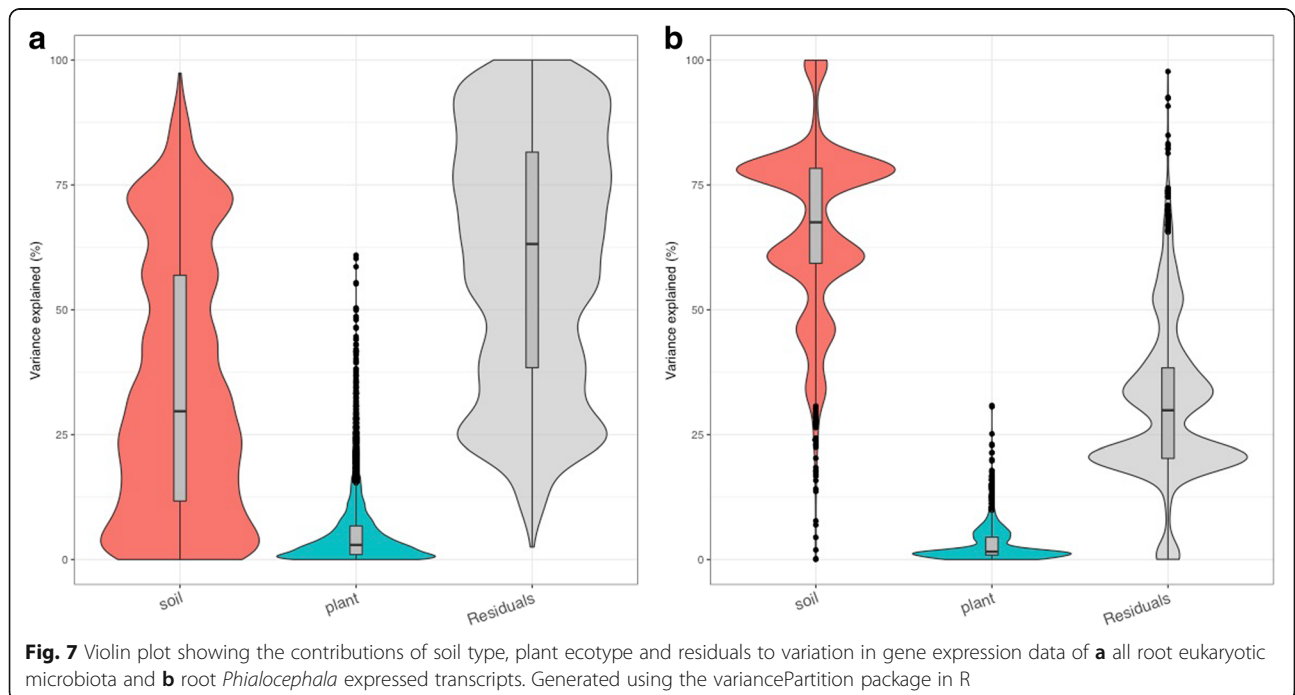 a
100
75
50
25
0
Variance explained (%)
soil
plant
Residuals
b
100
75
50
25
0
Variance explained (%)
soil
plant
Residuals
Fig. 7 Violin plot showing the contributions of soil type, plant ecotype and residuals to variation in gene expression data of a all root eukaryotic
microbiota and b root Phialocephala expressed transcripts. Generated using the variancePartition package in R